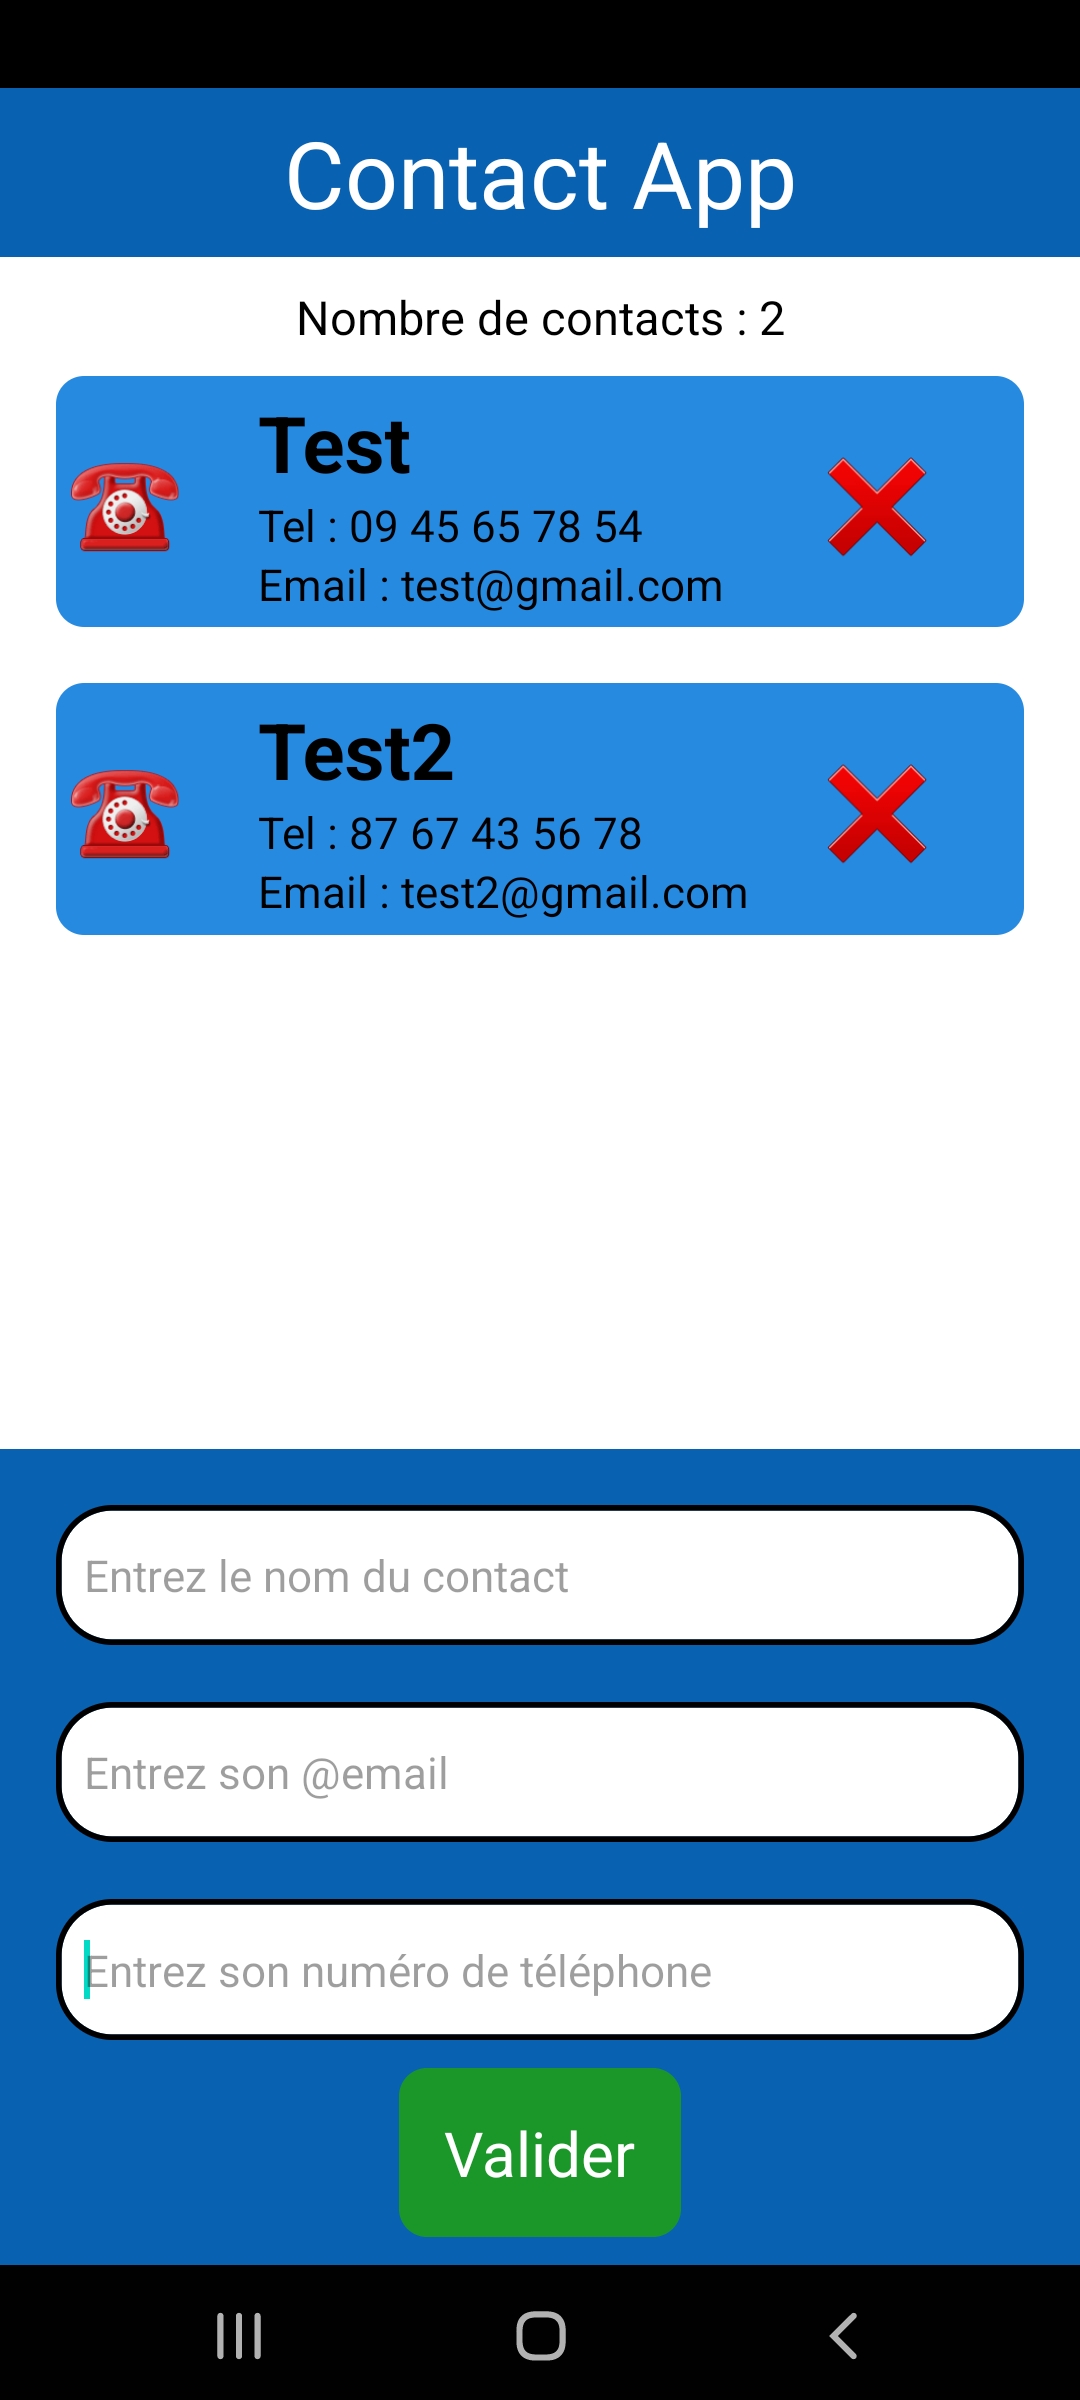 Contact App
Nombre de contacts : 2
Test
Tel : 09 45 65 78 54
Email : test@gmail.com
Test2
Tel : 87 67 43 56 78
Email : test2@gmail.com
Entrez le nom du contact
Entrez son @email
Entrez son numéro de téléphone
Valider